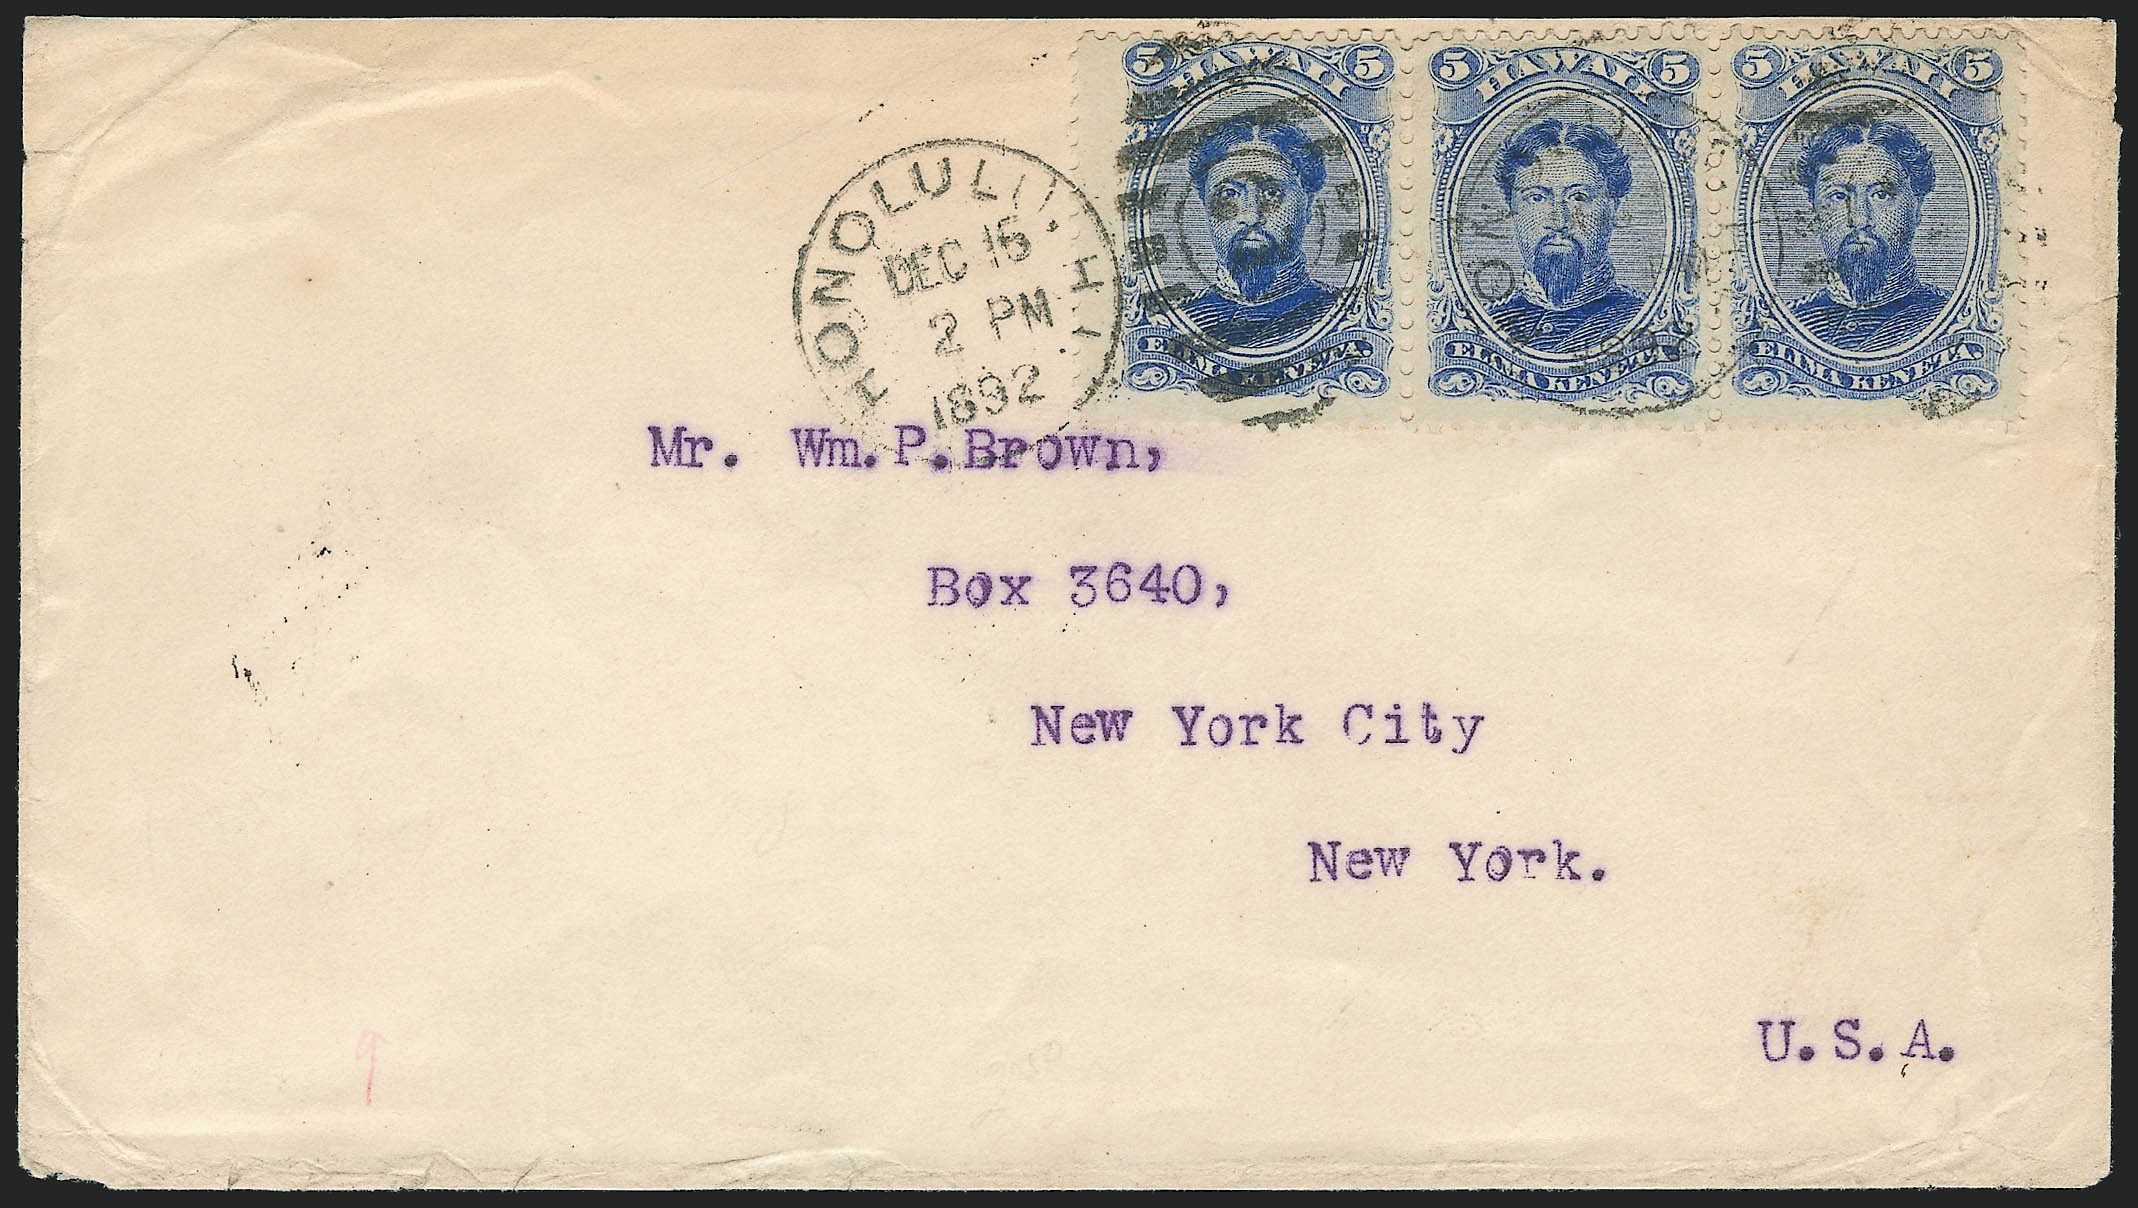 5 HAWAII 5
ELIMA KENETA.
5 HAWAII 5
ELIMA KENETA.
5 HAWAII 5
ELIMA KENETA.
HONOLULU. H.I.
DEC 15
2 PM
1892
Mr. Wm. P. Brown,
Box 3640,
New York City
New York.
U. S. A.